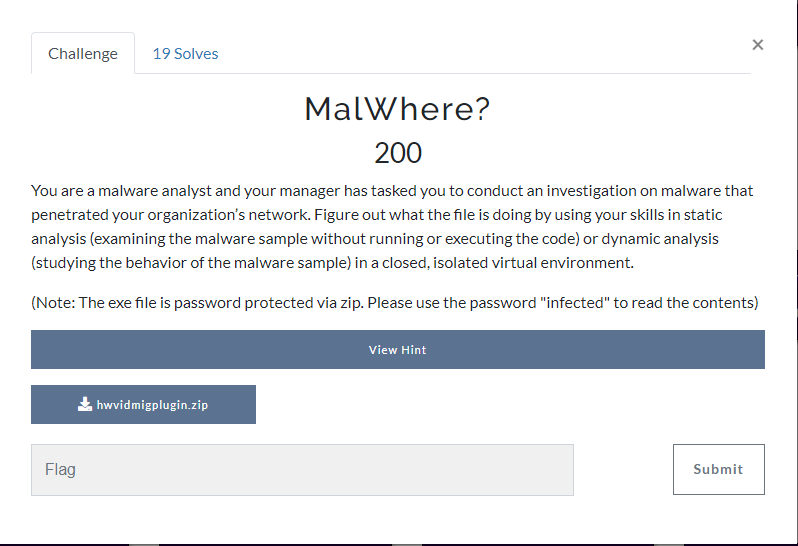 Challenge
19 Solves
×
MalWhere?
200
You are a malware analyst and your manager has tasked you to conduct an investigation on malware that
penetrated your organization’s network. Figure out what the file is doing by using your skills in static
analysis (examining the malware sample without running or executing the code) or dynamic analysis
(studying the behavior of the malware sample) in a closed, isolated virtual environment.
(Note: The exe file is password protected via zip. Please use the password "infected" to read the contents)
View Hint
hwvidmigplugin.zip
Flag
Submit